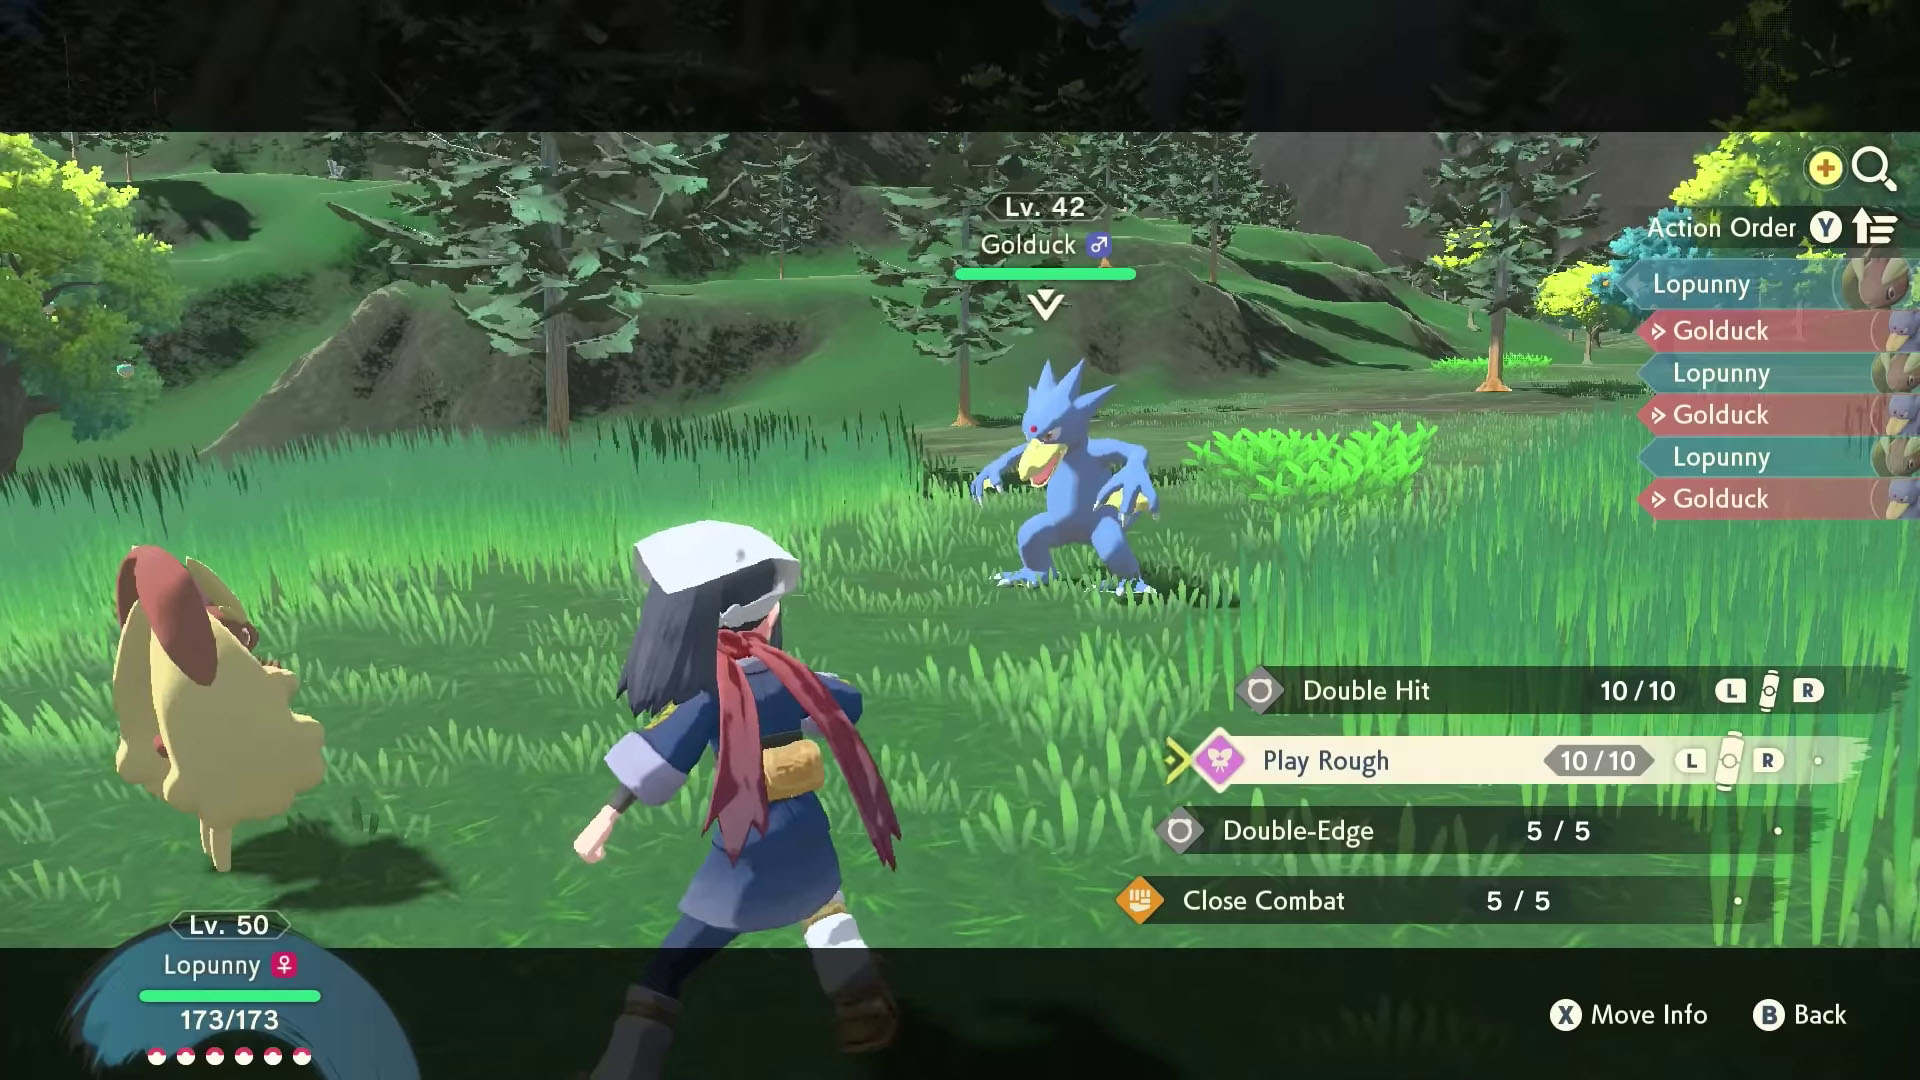 Lv. 42
Golduck ♂
Action Order Y
Lopunny
Golduck
Lopunny
Golduck
Lopunny
Golduck
Double Hit 10/10 L R
Play Rough 10/10 L R
Double-Edge 5 / 5
Close Combat 5 / 5
Lv. 50
Lopunny ♀
173/173
X Move Info B Back